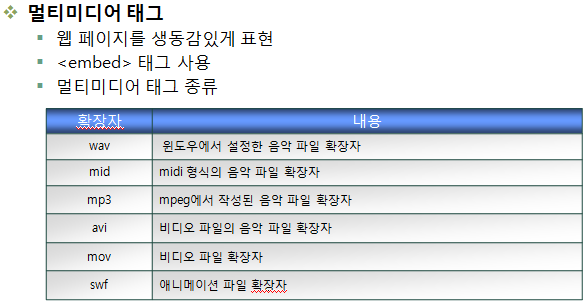 멀티미디어 태그
웹 페이지를 생동감있게 표현
<embed> 태그 사용
멀티미디어 태그 종류
확장자 내용
wav 윈도우에서 설정한 음악 파일 확장자
mid midi 형식의 음악 파일 확장자
mp3 mpeg에서 작성된 음악 파일 확장자
avi 비디오 파일의 음악 파일 확장자
mov 비디오 파일 확장자
swf 애니메이션 파일 확장자